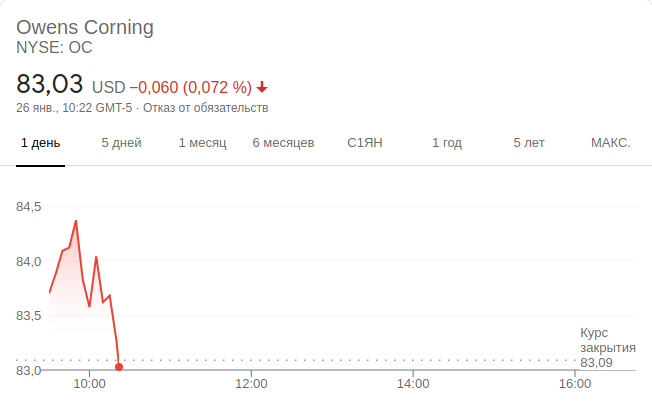 Owens Corning
NYSE: OC
83,03 USD −0,060 (0,072 %)
26 янв., 10:22 GMT-5 · Отказ от обязательств
1 день 5 дней 1 месяц 6 месяцев С1ЯН 1 год 5 лет МАКС.
84,5
84,0
83,5
Курс
закрытия
83,09
83,0
10:00 12:00 14:00 16:00